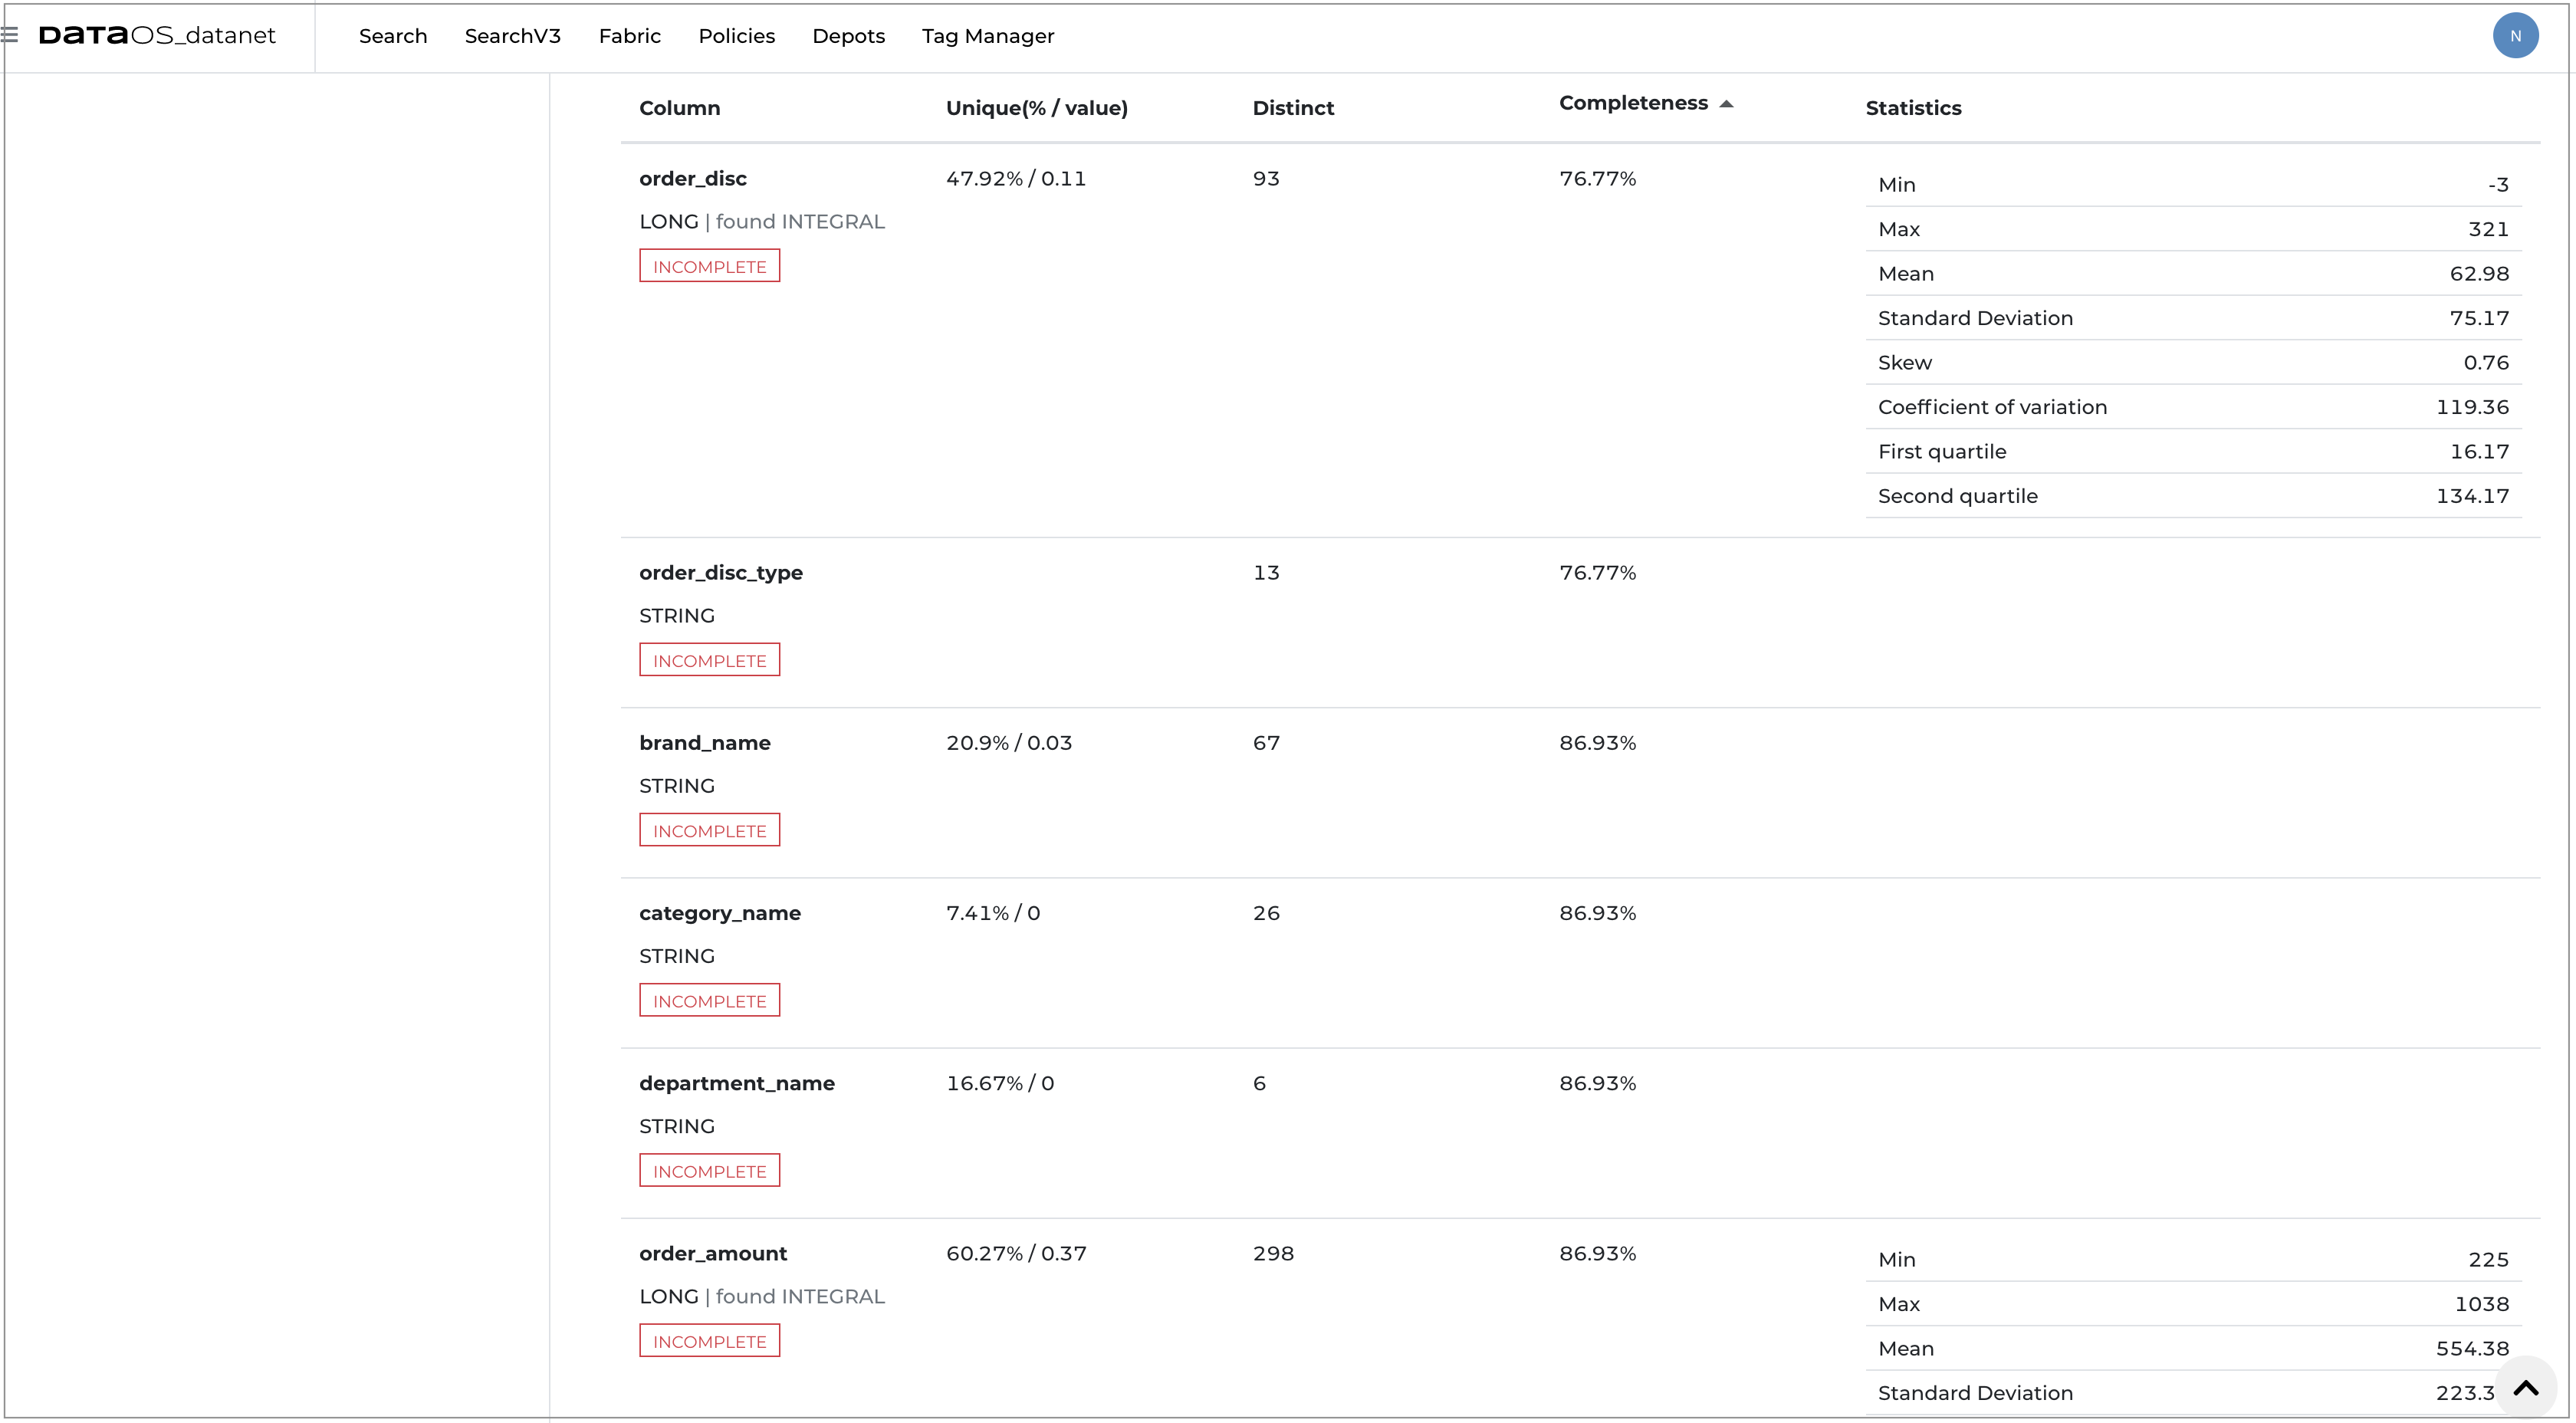 DaTaOS_datanet Search SearchV3 Fabric Policies Depots Tag Manager N
Column Unique(% / value) Distinct Completeness Statistics
order_disc 47.92% / 0.11 93 76.77%
LONG | found INTEGRAL
INCOMPLETE
Min -3
Max 321
Mean 62.98
Standard Deviation 75.17
Skew 0.76
Coefficient of variation 119.36
First quartile 16.17
Second quartile 134.17
order_disc_type 13 76.77%
STRING
INCOMPLETE
brand_name 20.9% / 0.03 67 86.93%
STRING
INCOMPLETE
category_name 7.41% / 0 26 86.93%
STRING
INCOMPLETE
department_name 16.67% / 0 6 86.93%
STRING
INCOMPLETE
order_amount 60.27% / 0.37 298 86.93%
LONG | found INTEGRAL
INCOMPLETE
Min 225
Max 1038
Mean 554.38
Standard Deviation